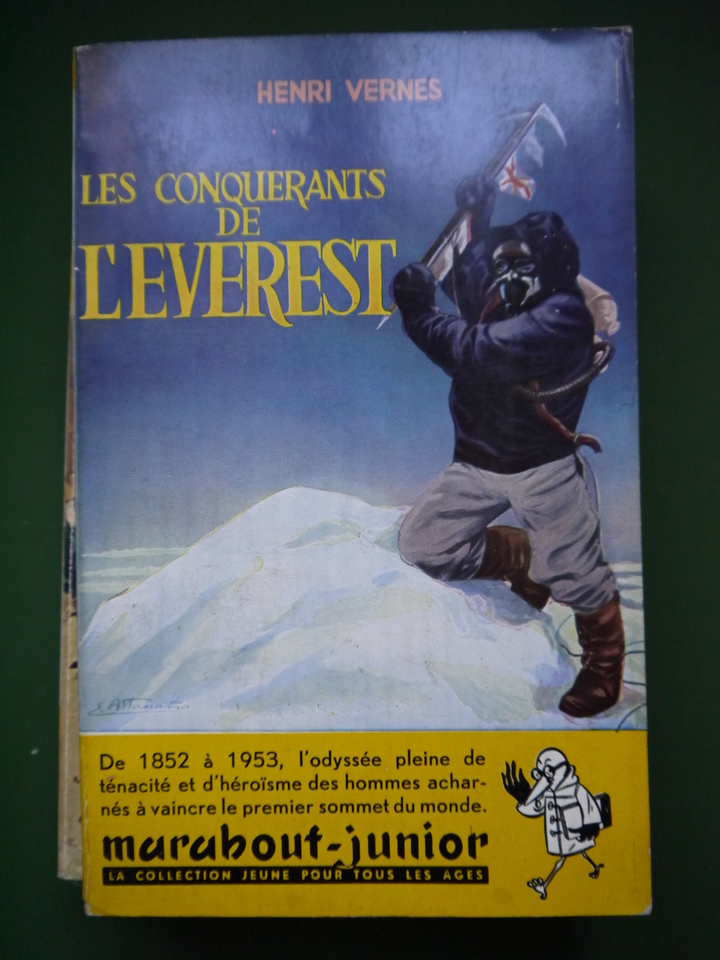 HENRI VERNES
LES CONQUERANTS
DE
L'EVEREST
De 1852 à 1953, l'odyssée pleine de
ténacité et d'héroïsme des hommes achar-
nés à vaincre le premier sommet du monde.
marabout-junior
LA COLLECTION JEUNE POUR TOUS LES AGES